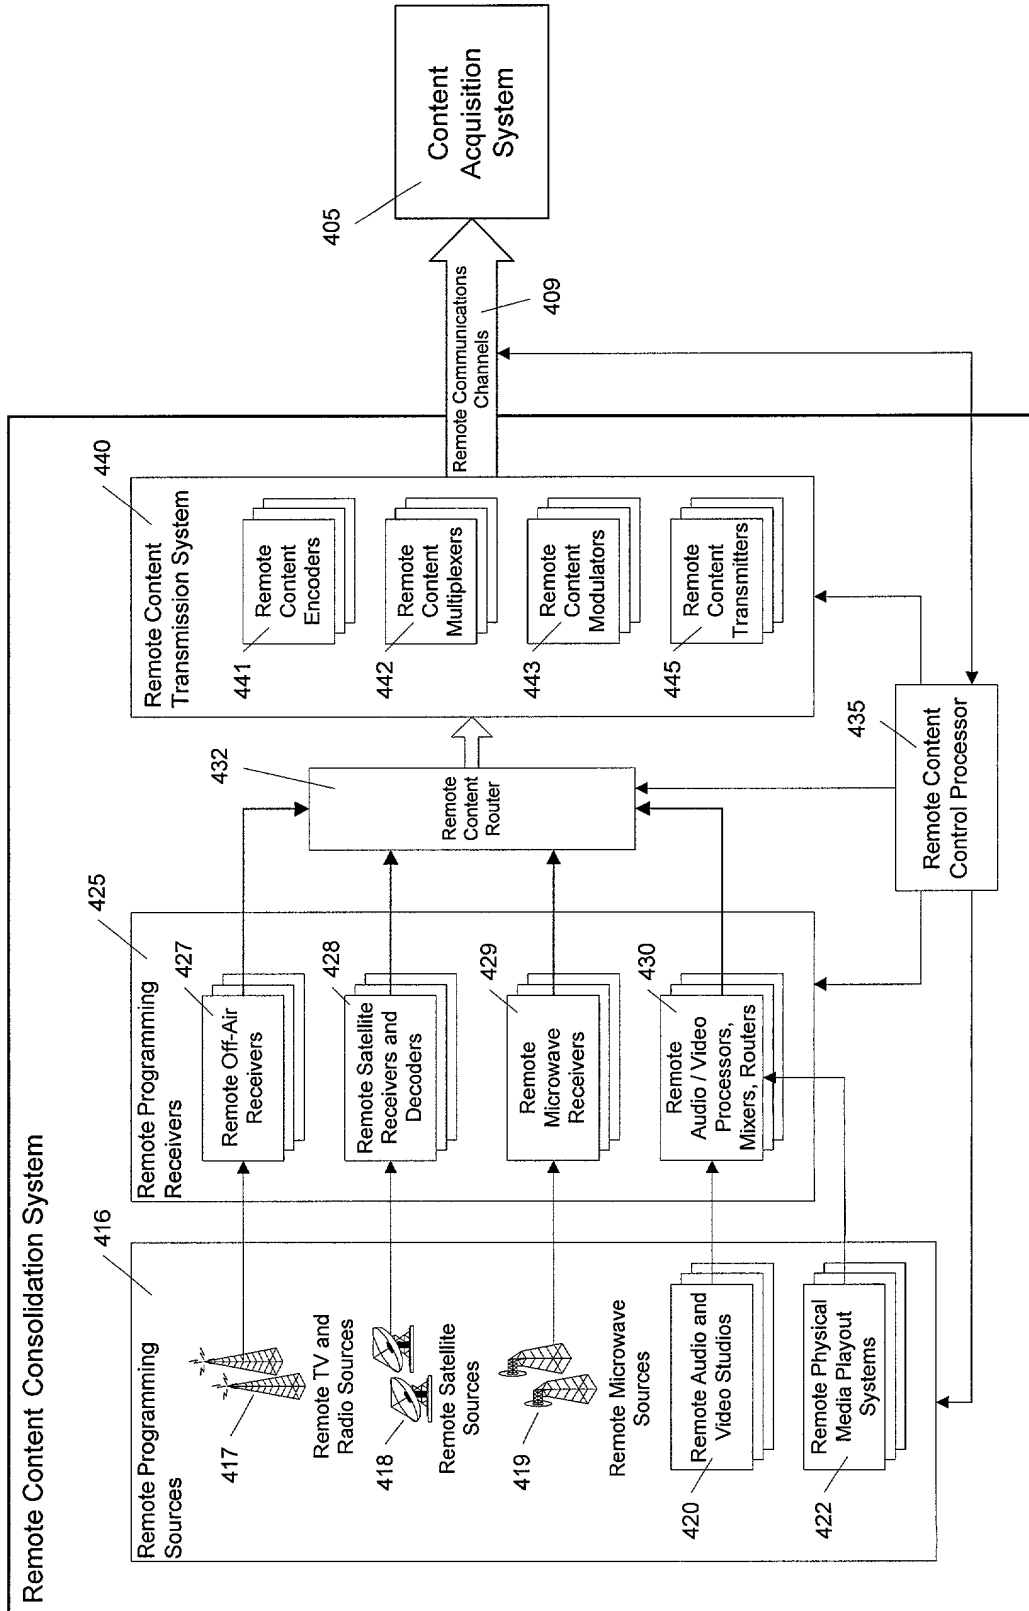 Remote Content Consolidation System
416
Remote Programming
Sources
417
Remote TV and
Radio Sources
418
Remote Satellite
Sources
419
Remote Microwave
Sources
420
Remote Audio and
Video Studios
422
Remote Physical
Media Playout
Systems
425
Remote Programming
Receivers
427
Remote Off-Air
Receivers
428
Remote Satellite
Receivers and
Decoders
429
Remote
Microwave
Receivers
430
Remote
Audio / Video
Processors,
Mixers, Routers
432
Remote
Content
Router
435
Remote Content
Control Processor
440
Remote Content
Transmission System
441
Remote
Content
Encoders
442
Remote
Content
Multiplexers
443
Remote
Content
Modulators
445
Remote
Content
Transmitters
Remote Communications
Channels
409
405
Content
Acquisition
System